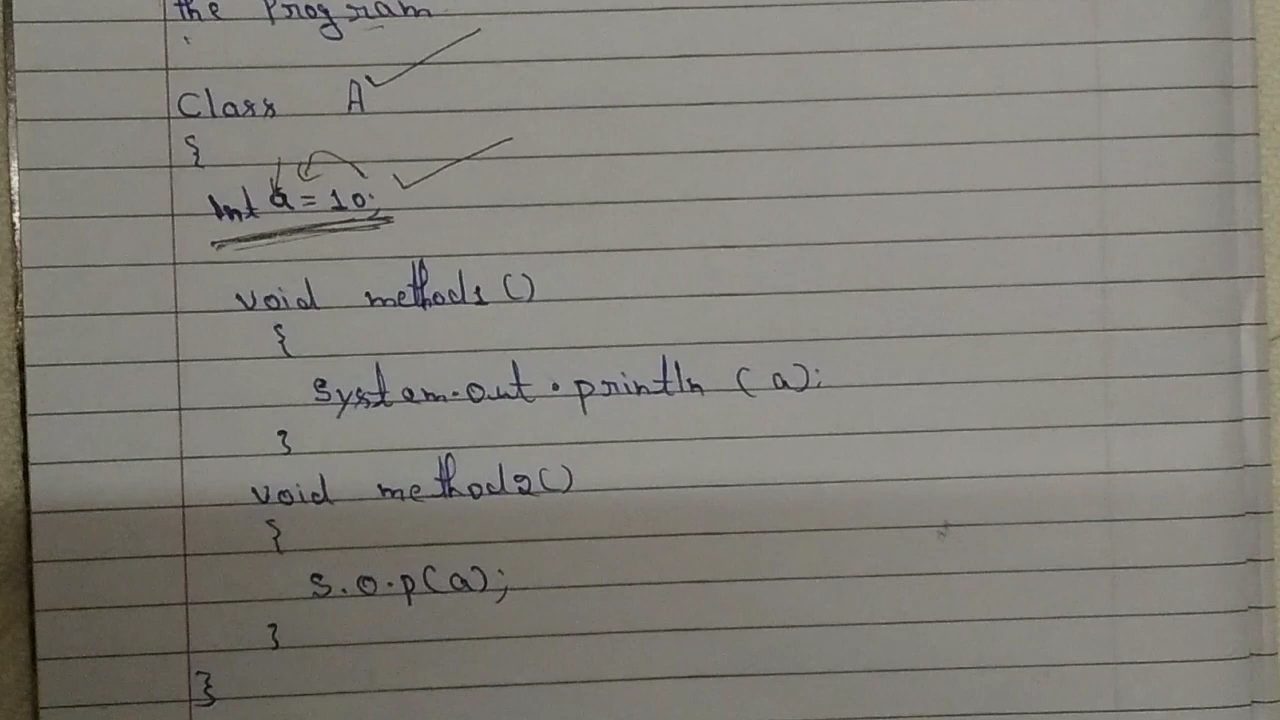 the Program
Class A
{
int a = 10;
void method1 ()
{
System.out.println (a);
}
void method2()
{
S.o.p(a);
}
}